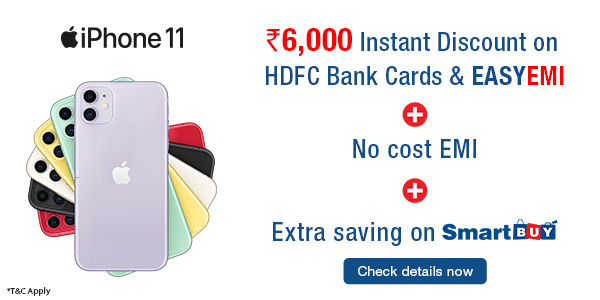 iPhone 11
₹6,000 Instant Discount on
HDFC Bank Cards & EASYEMI
+
No cost EMI
+
Extra saving on SmartBUY
Check details now
*T&C Apply